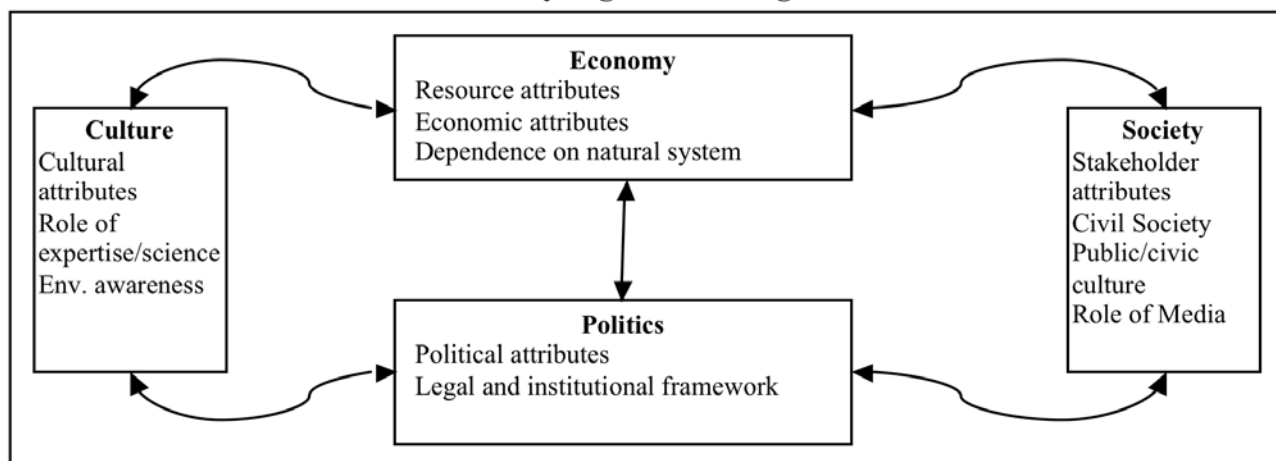 Economy
Resource attributes
Economic attributes
Dependence on natural system
Culture
Cultural
attributes
Role of
expertise/science
Env. awareness
Society
Stakeholder
attributes
Civil Society
Public/civic
culture
Role of Media
Politics
Political attributes
Legal and institutional framework